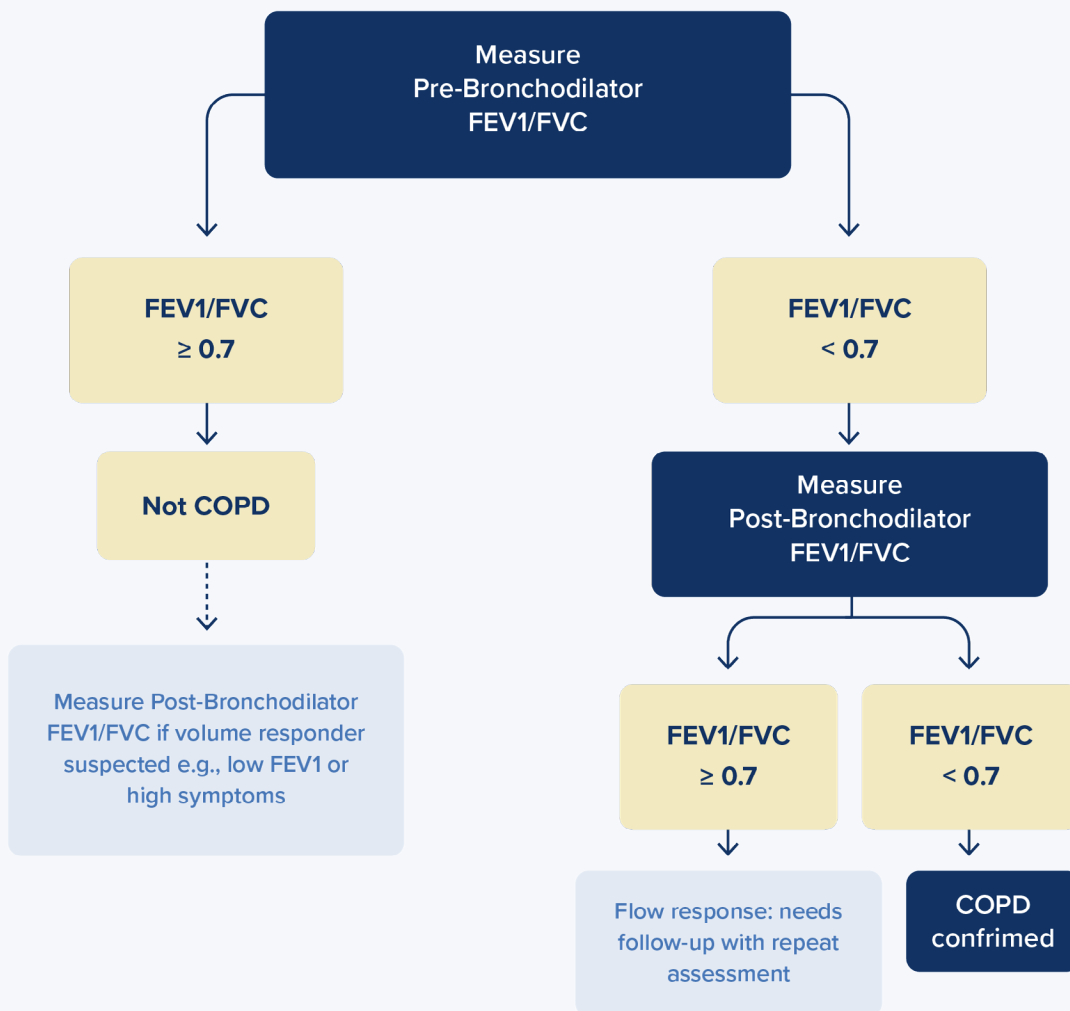 Measure
Pre-Bronchodilator
FEV1/FVC
FEV1/FVC
≥ 0.7
FEV1/FVC
< 0.7
Not COPD
Measure
Post-Bronchodilator
FEV1/FVC
Measure Post-Bronchodilator
FEV1/FVC if volume responder
suspected e.g., low FEV1 or
high symptoms
FEV1/FVC
≥ 0.7
FEV1/FVC
< 0.7
Flow response: needs
follow-up with repeat
assessment
COPD
confrimed